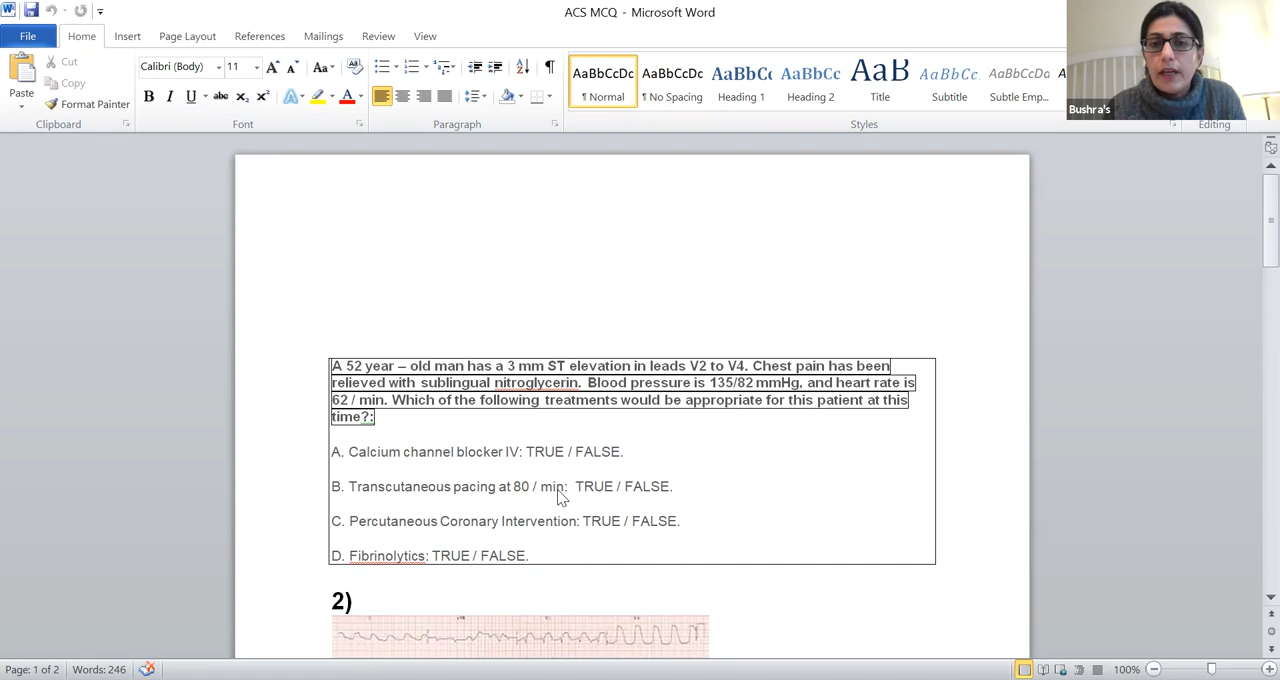 ACS MCQ - Microsoft Word
File Home Insert Page Layout References Mailings Review View
Paste
Cut
Copy
Format Painter
Clipboard
Calibri (Body) 11
Font
Paragraph
AaBbCcDc AaBbCcDc AaBbCc AaBbCc AaB AaBbCc. AaBbCcDc
¶ Normal ¶ No Spacing Heading 1 Heading 2 Title Subtitle Subtle Emp...
Styles
Editing
Bushra's
A 52 year – old man has a 3 mm ST elevation in leads V2 to V4. Chest pain has been
relieved with sublingual nitroglycerin. Blood pressure is 135/82 mmHg, and heart rate is
62 / min. Which of the following treatments would be appropriate for this patient at this
time?:
A. Calcium channel blocker IV: TRUE / FALSE.
B. Transcutaneous pacing at 80 / min: TRUE / FALSE.
C. Percutaneous Coronary Intervention: TRUE / FALSE.
D. Fibrinolytics: TRUE / FALSE.
2)
Page: 1 of 2 Words: 246 100%